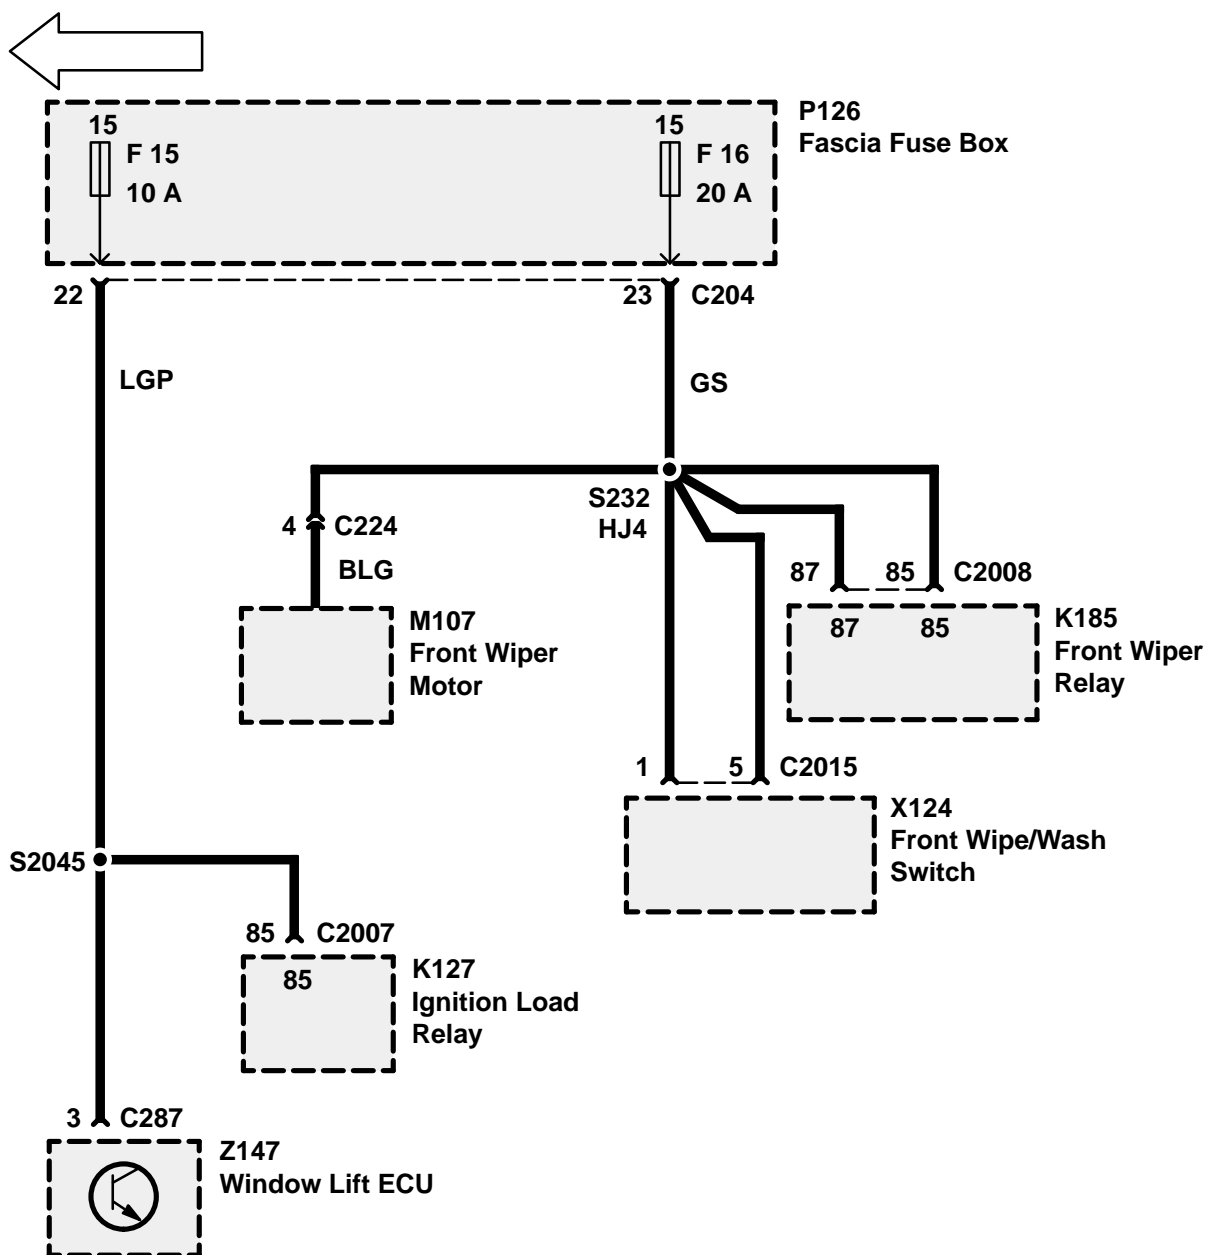 P126
Fascia Fuse Box
15
F 15
10 A
15
F 16
20 A
22
23
C204
LGP
GS
S232
HJ4
4
C224
BLG
87
85
C2008
87
85
K185
Front Wiper
Relay
M107
Front Wiper
Motor
1
5
C2015
X124
Front Wipe/Wash
Switch
S2045
85
C2007
85
K127
Ignition Load
Relay
3
C287
Z147
Window Lift ECU